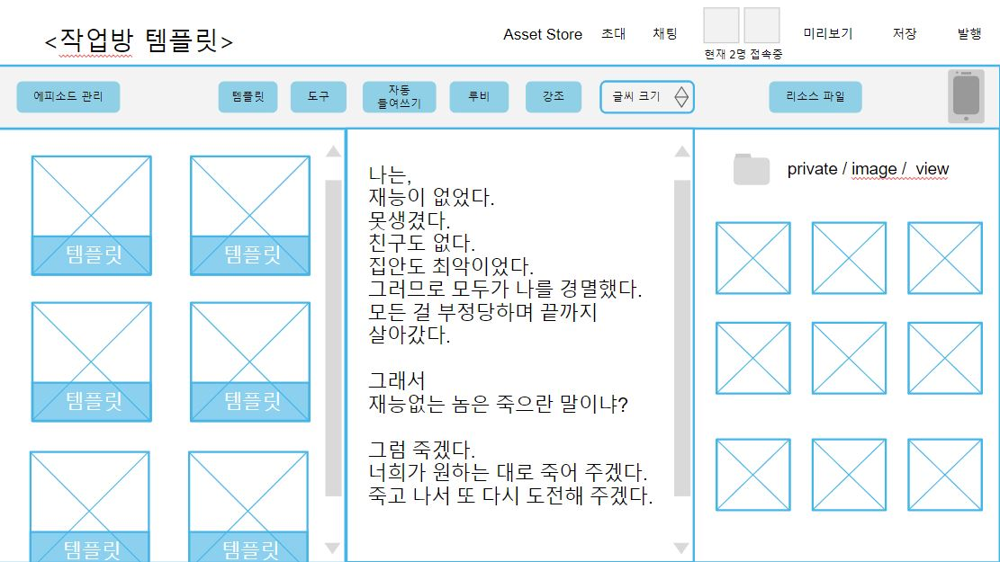 <작업방 템플릿>
Asset Store 초대 채팅
현재 2명 접속중
미리보기 저장 발행
에피소드 관리
템플릿
도구
자동
들여쓰기
루비
강조
글씨 크기
리소스 파일
템플릿 템플릿
템플릿 템플릿
템플릿 템플릿
나는,
재능이 없었다.
못생겼다.
친구도 없다.
집안도 최악이었다.
그러므로 모두가 나를 경멸했다.
모든 걸 부정당하며 끝까지
살아갔다.
그래서
재능없는 놈은 죽으란 말이냐?
그럼 죽겠다.
너희가 원하는 대로 죽어 주겠다.
죽고 나서 또 다시 도전해 주겠다.
private / image / view